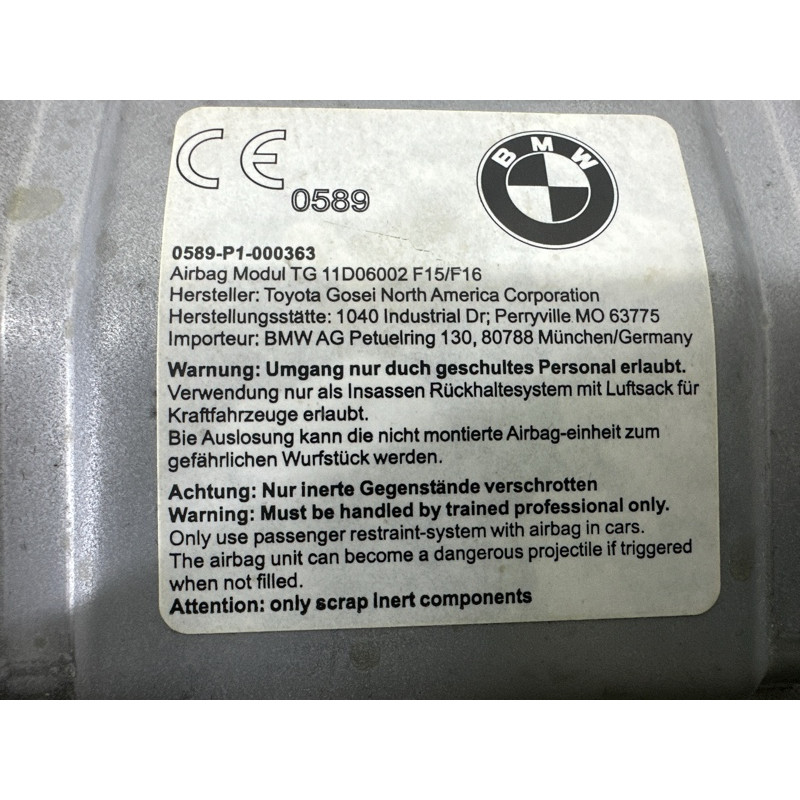 CE
0589
BMW
0589-P1-000363
Airbag Modul TG 11D06002 F15/F16
Hersteller: Toyota Gosei North America Corporation
Herstellungsstätte: 1040 Industrial Dr; Perryville MO 63775
Importeur: BMW AG Petuelring 130, 80788 München/Germany
Warnung: Umgang nur duch geschultes Personal erlaubt.
Verwendung nur als Insassen Rückhaltesystem mit Luftsack für
Kraftfahrzeuge erlaubt.
Bie Auslosung kann die nicht montierte Airbag-einheit zum
gefährlichen Wurfstück werden.
Achtung: Nur inerte Gegenstände verschrotten
Warning: Must be handled by trained professional only.
Only use passenger restraint-system with airbag in cars.
The airbag unit can become a dangerous projectile if triggered
when not filled.
Attention: only scrap inert components